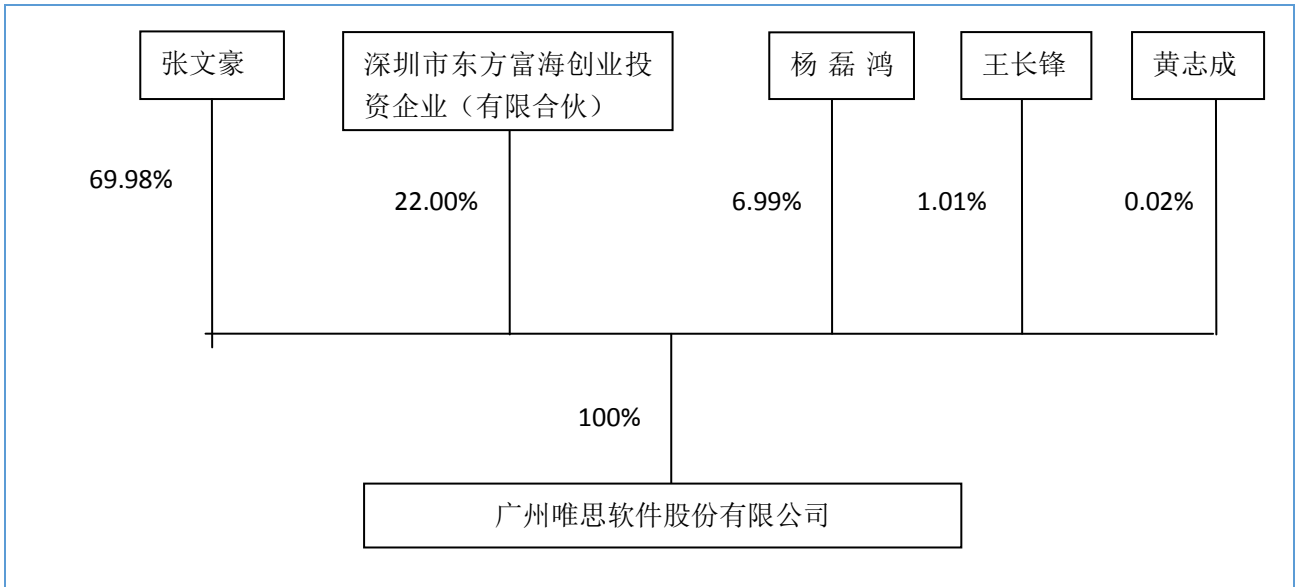 张文豪
深圳市东方富海创业投
资企业（有限合伙）
杨 磊 鸿
王长锋
黄志成
69.98%
22.00%
6.99%
1.01%
0.02%
100%
广州唯思软件股份有限公司